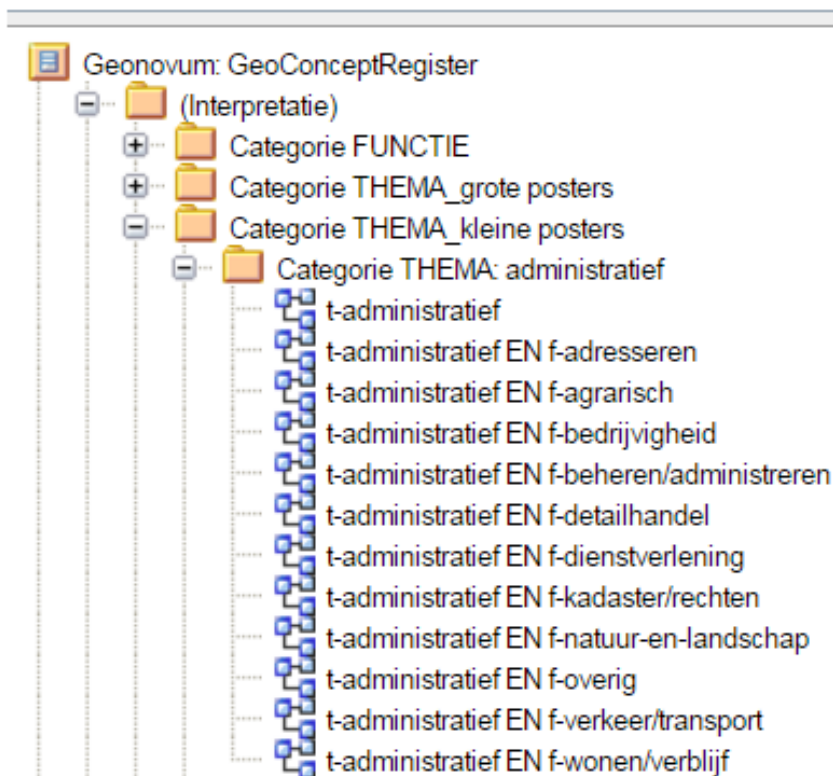 Geonovum: GeoConceptRegister
(Interpretatie)
Categorie FUNCTIE
Categorie THEMA_grote posters
Categorie THEMA_kleine posters
Categorie THEMA: administratief
t-administratief
t-administratief EN f-adresseren
t-administratief EN f-agrarisch
t-administratief EN f-bedrijvigheid
t-administratief EN f-beheren/administreren
t-administratief EN f-detailhandel
t-administratief EN f-dienstverlening
t-administratief EN f-kadaster/rechten
t-administratief EN f-natuur-en-landschap
t-administratief EN f-overig
t-administratief EN f-verkeer/transport
t-administratief EN f-wonen/verblijf